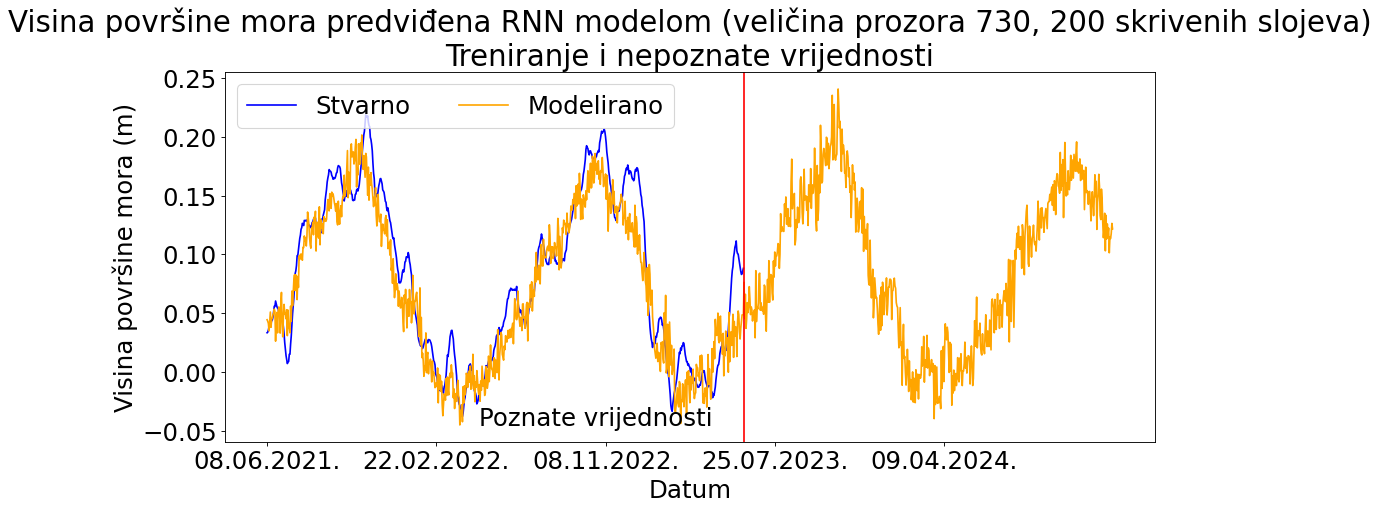 Visina površine mora predviđena RNN modelom (veličina prozora 730, 200 skrivenih slojeva)
Treniranje i nepoznate vrijednosti
Visina površine mora (m)
0.25
0.20
0.15
0.10
0.05
0.00
−0.05
Stvarno Modelirano
Poznate vrijednosti
08.06.2021. 22.02.2022. 08.11.2022. 25.07.2023. 09.04.2024.
Datum